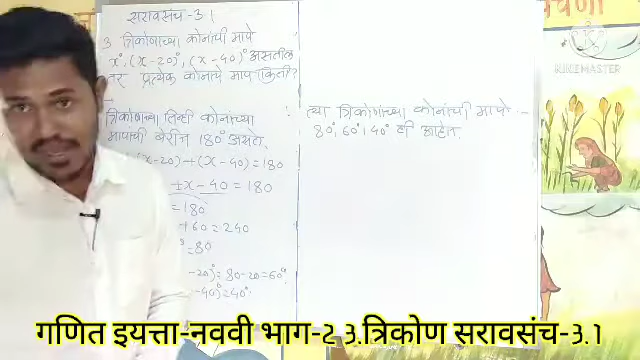 सरावसंच-3.1
3 त्रिकोणाच्या कोनांची मापे
x°, (x-20)°, (x-40)° असतील
तर प्रत्येक कोनाचे माप किती?
त्रिकोणाच्या तिन्ही कोनांच्या
मापांची बेरीज 180° असते.
x-20)+(x-40)=180
+x-40=180
=180
+60=240
=80
-20)°=80-20=60°
-40)°=40°
त्या त्रिकोणाच्या कोनांची मापे :-
80°, 60°, 40° ही आहेत.
KINEMASTER
गणित इयत्ता-नववी भाग-2 3.त्रिकोण सरावसंच-3.1